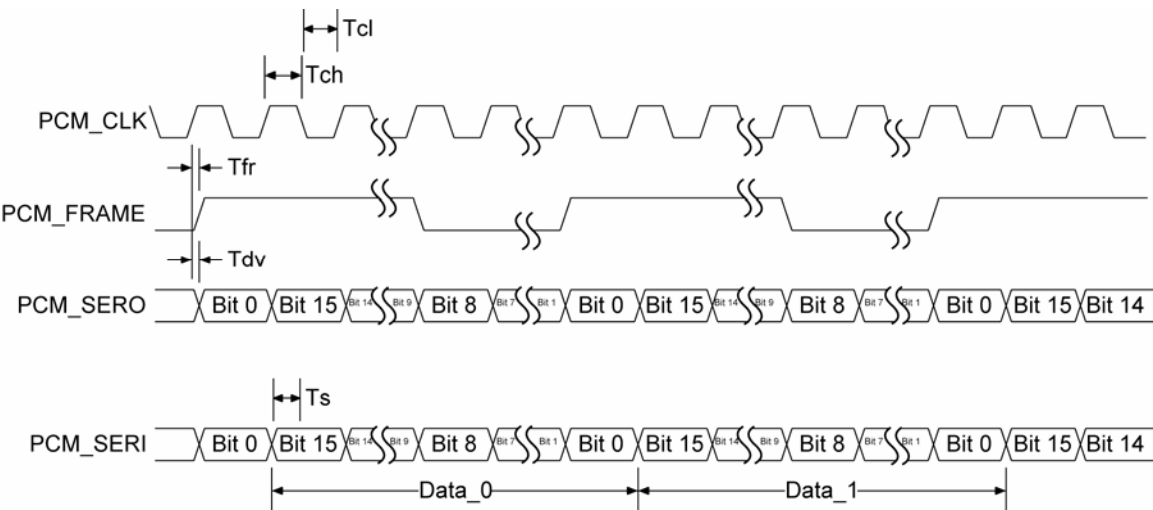 Tcl
Tch
PCM_CLK
Tfr
PCM_FRAME
Tdv
PCM_SERO Bit 0 Bit 15 Bit 14 Bit 9 Bit 8 Bit 7 Bit 1 Bit 0 Bit 15 Bit 14 Bit 9 Bit 8 Bit 7 Bit 1 Bit 0 Bit 15 Bit 14
Ts
PCM_SERI Bit 0 Bit 15 Bit 14 Bit 9 Bit 8 Bit 7 Bit 1 Bit 0 Bit 15 Bit 14 Bit 9 Bit 8 Bit 7 Bit 1 Bit 0 Bit 15 Bit 14
Data_0 Data_1